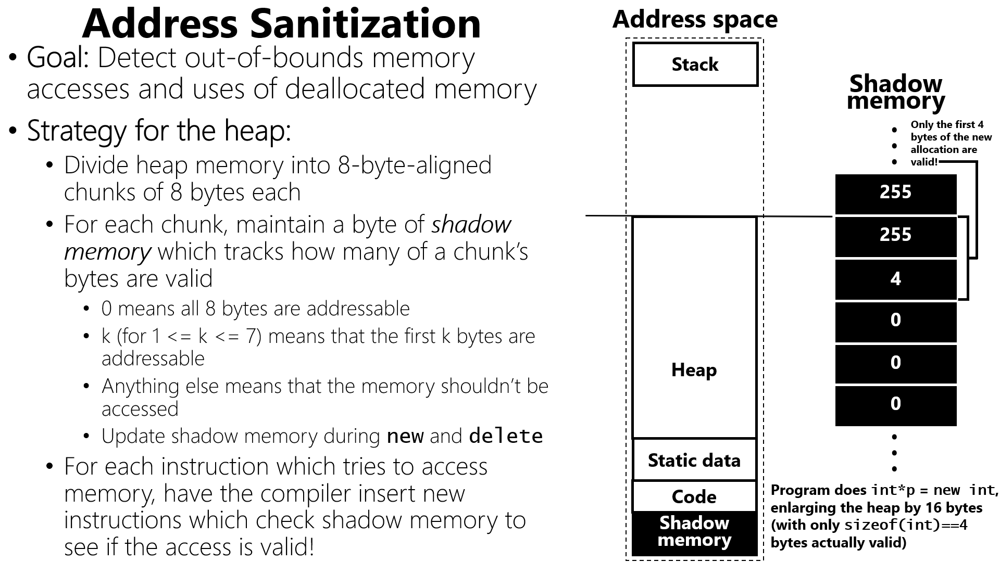 Address Sanitization
• Goal: Detect out-of-bounds memory
accesses and uses of deallocated memory
• Strategy for the heap:
• Divide heap memory into 8-byte-aligned
chunks of 8 bytes each
• For each chunk, maintain a byte of shadow
memory which tracks how many of a chunk’s
bytes are valid
• 0 means all 8 bytes are addressable
• k (for 1 <= k <= 7) means that the first k bytes are
addressable
• Anything else means that the memory shouldn’t be
accessed
• Update shadow memory during new and delete
• For each instruction which tries to access
memory, have the compiler insert new
instructions which check shadow memory to
see if the access is valid!
Address space
Stack
Heap
Static data
Code
Shadow
memory
Shadow
memory
Only the first 4
bytes of the new
allocation are
valid!
255
255
4
0
0
0
Program does int*p = new int,
enlarging the heap by 16 bytes
(with only sizeof(int)==4
bytes actually valid)